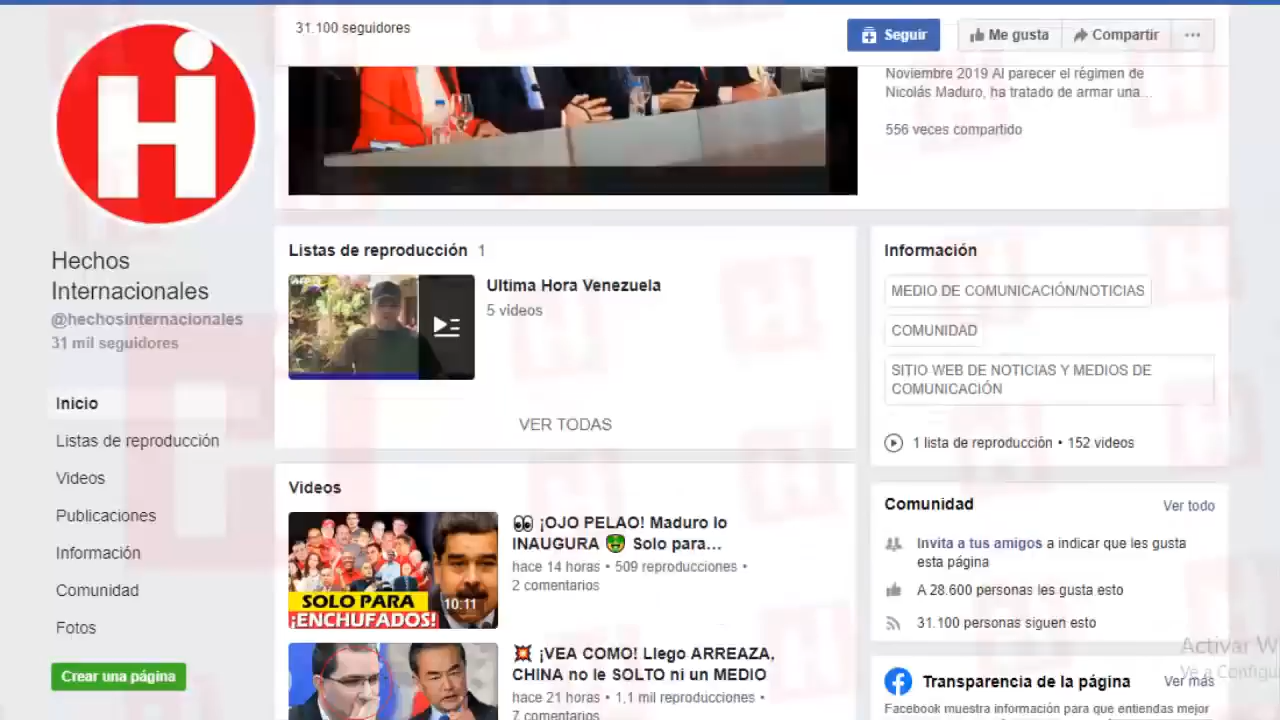 31.100 seguidores
Seguir
Me gusta
Compartir
Hi
Noviembre 2019 Al parecer el régimen de
Nicolás Maduro, ha tratado de armar una...
556 veces compartido
Hechos
Internacionales
@hechosinternacionales
31 mil seguidores
Inicio
Listas de reproducción
Videos
Publicaciones
Información
Comunidad
Fotos
Crear una página
Listas de reproducción 1
Ultima Hora Venezuela
5 videos
VER TODAS
Videos
SOLO PARA
¡ENCHUFADOS!
10:11
👀 ¡OJO PELAO! Maduro lo
INAUGURA 🤠 Solo para...
hace 14 horas • 509 reproducciones •
2 comentarios
💥 ¡VEA COMO! Llego ARREAZA,
CHINA no le SOLTO ni un MEDIO
hace 21 horas • 1,1 mil reproducciones •
7 comentarios
Información
MEDIO DE COMUNICACIÓN/NOTICIAS
COMUNIDAD
SITIO WEB DE NOTICIAS Y MEDIOS DE
COMUNICACIÓN
1 lista de reproducción • 152 videos
Comunidad
Ver todo
Invita a tus amigos a indicar que les gusta
esta página
A 28.600 personas les gusta esto
31.100 personas siguen esto
Activar W
Ve a Configu
Transparencia de la página
Ver más
Facebook muestra información para que entiendas mejor